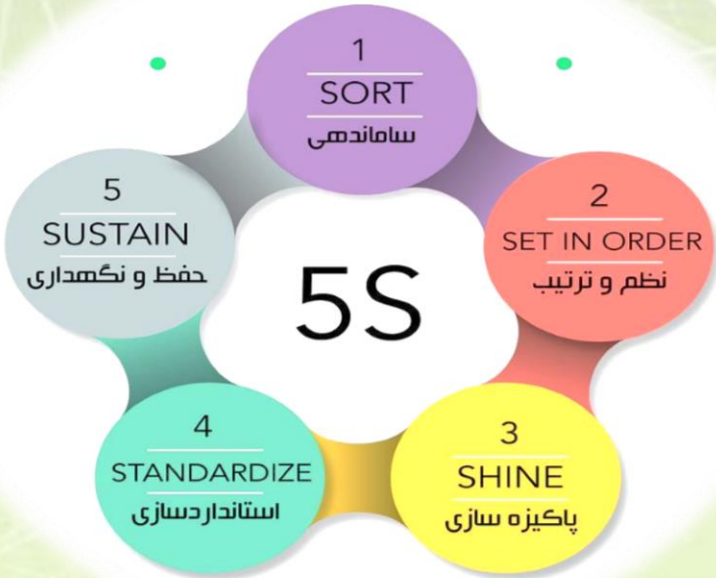 1
SORT
ساماندهی
2
SET IN ORDER
نظم و ترتیب
3
SHINE
پاکیزه سازی
4
STANDARDIZE
استانداردسازی
5
SUSTAIN
حفظ و نگهداری
5S